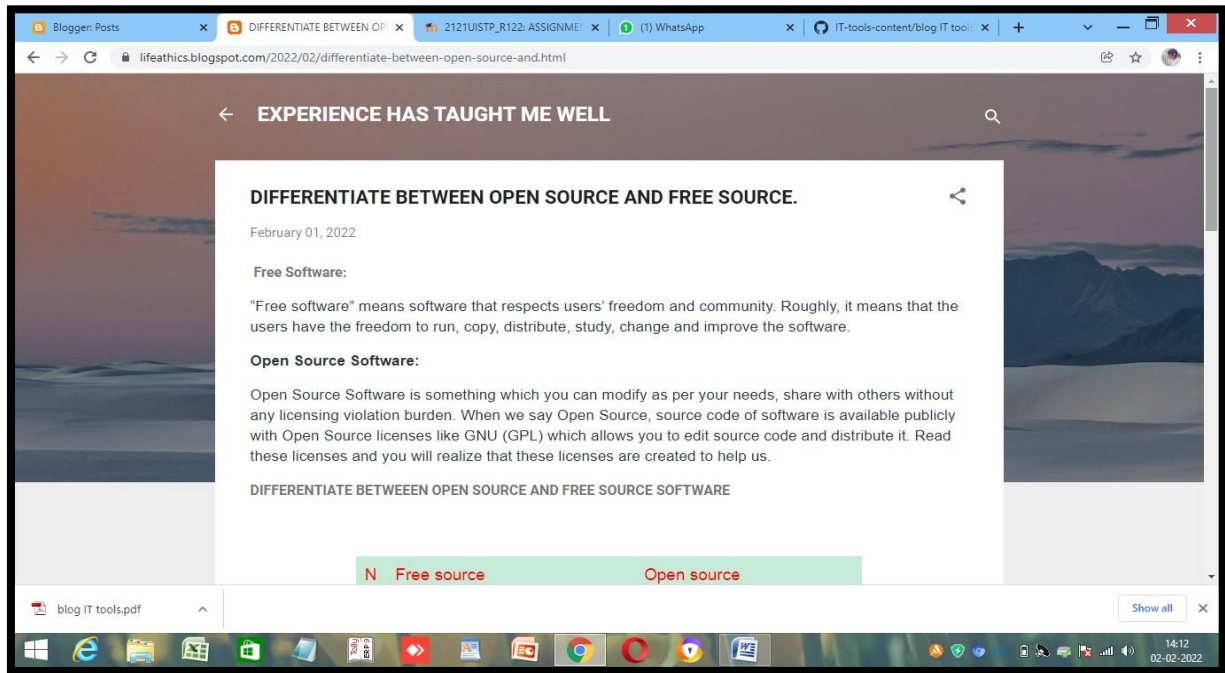 Blogger: Posts
DIFFERENTIATE BETWEEN OP
2121UISTP_R122: ASSIGNME
(1) WhatsApp
IT-tools-content/blog IT tools
lifeathics.blogspot.com/2022/02/differentiate-between-open-source-and.html
EXPERIENCE HAS TAUGHT ME WELL
DIFFERENTIATE BETWEEN OPEN SOURCE AND FREE SOURCE.
February 01, 2022
Free Software:
“Free software” means software that respects users’ freedom and community. Roughly, it means that the
users have the freedom to run, copy, distribute, study, change and improve the software.
Open Source Software:
Open Source Software is something which you can modify as per your needs, share with others without
any licensing violation burden. When we say Open Source, source code of software is available publicly
with Open Source licenses like GNU (GPL) which allows you to edit source code and distribute it. Read
these licenses and you will realize that these licenses are created to help us.
DIFFERENTIATE BETWEEEN OPEN SOURCE AND FREE SOURCE SOFTWARE
N Free source Open source
blog IT tools.pdf
Show all
Tally ERP 9
14:12
02-02-2022